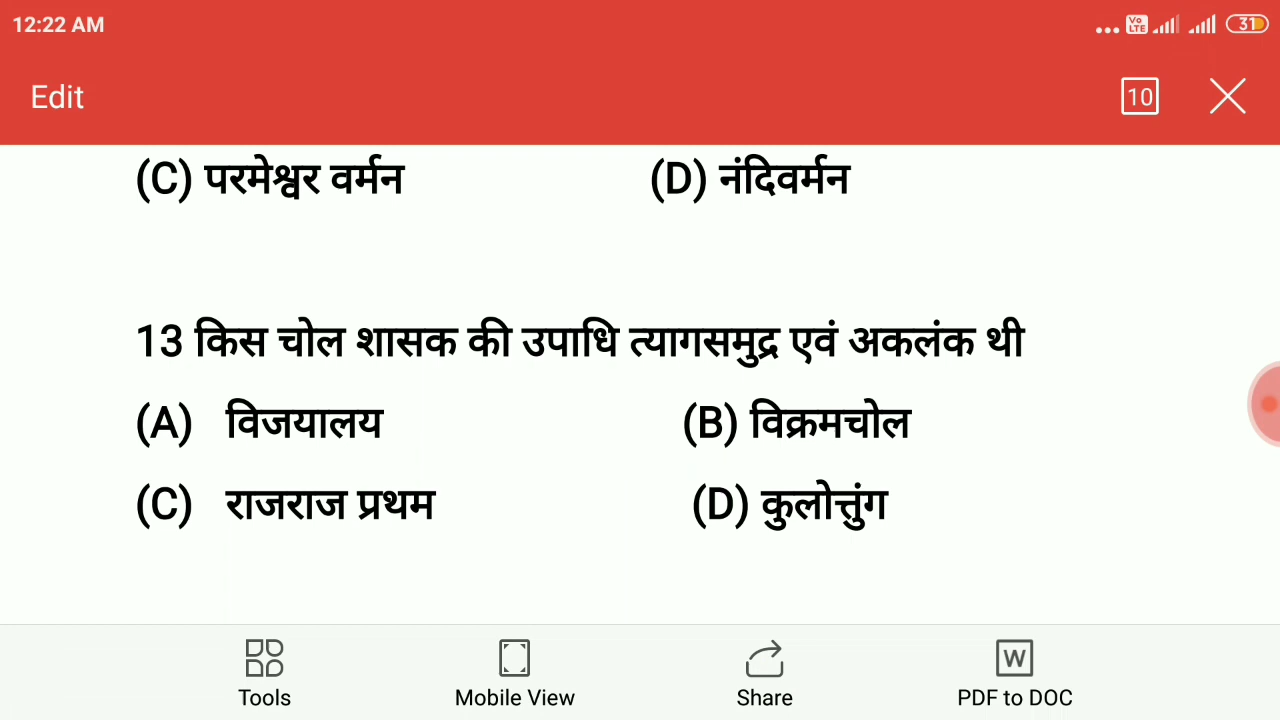 12:22 AM VoLTE 31
Edit 10
(C) परमेश्वर वर्मन (D) नंदिवर्मन
13 किस चोल शासक की उपाधि त्यागसमुद्र एवं अकलंक थी
(A) विजयालय (B) विक्रमचोल
(C) राजराज प्रथम (D) कुलोत्तुंग
Tools Mobile View Share PDF to DOC